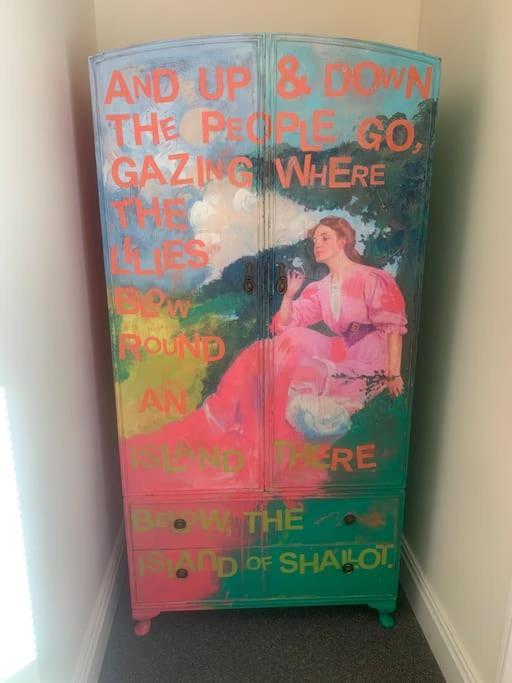 AND UP & DOWN
THE PEOPLE GO,
GAZING WHERE
THE
LILIES
BLOW
ROUND
AN
ISLAND THERE
BELOW, THE
ISLAND OF SHALLOT.